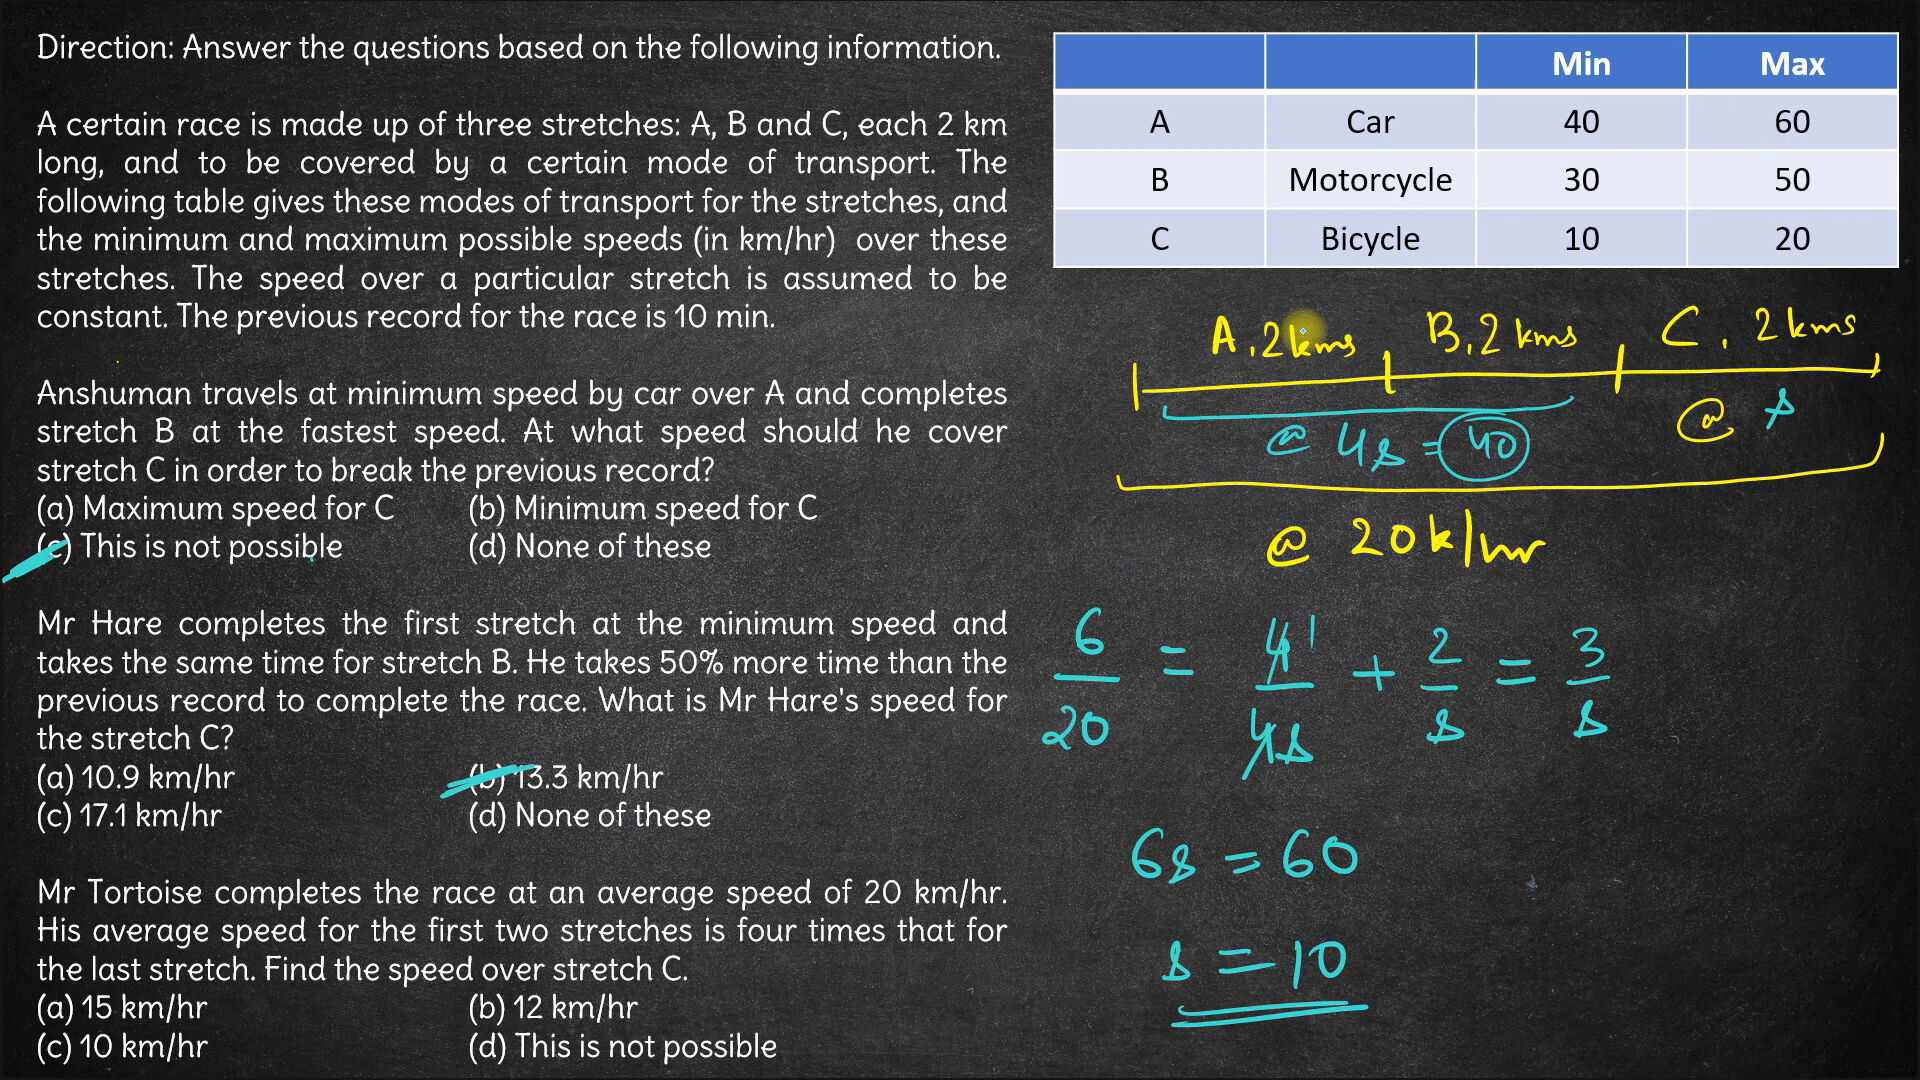 Direction: Answer the questions based on the following information.
A certain race is made up of three stretches: A, B and C, each 2 km
long, and to be covered by a certain mode of transport. The
following table gives these modes of transport for the stretches, and
the minimum and maximum possible speeds (in km/hr) over these
stretches. The speed over a particular stretch is assumed to be
constant. The previous record for the race is 10 min.
Anshuman travels at minimum speed by car over A and completes
stretch B at the fastest speed. At what speed should he cover
stretch C in order to break the previous record?
(a) Maximum speed for C (b) Minimum speed for C
(c) This is not possible (d) None of these
Mr Hare completes the first stretch at the minimum speed and
takes the same time for stretch B. He takes 50% more time than the
previous record to complete the race. What is Mr Hare's speed for
the stretch C?
(a) 10.9 km/hr (b) 13.3 km/hr
(c) 17.1 km/hr (d) None of these
Mr Tortoise completes the race at an average speed of 20 km/hr.
His average speed for the first two stretches is four times that for
the last stretch. Find the speed over stretch C.
(a) 15 km/hr (b) 12 km/hr
(c) 10 km/hr (d) This is not possible
Min Max
A Car 40 60
B Motorcycle 30 50
C Bicycle 10 20
A, 2 kms B, 2 kms C, 2 kms
@ 4s = 40 @ s
@ 20k/hr
6/20 = 4/4s 1 + 2/s = 3/s
6s = 60
s = 10